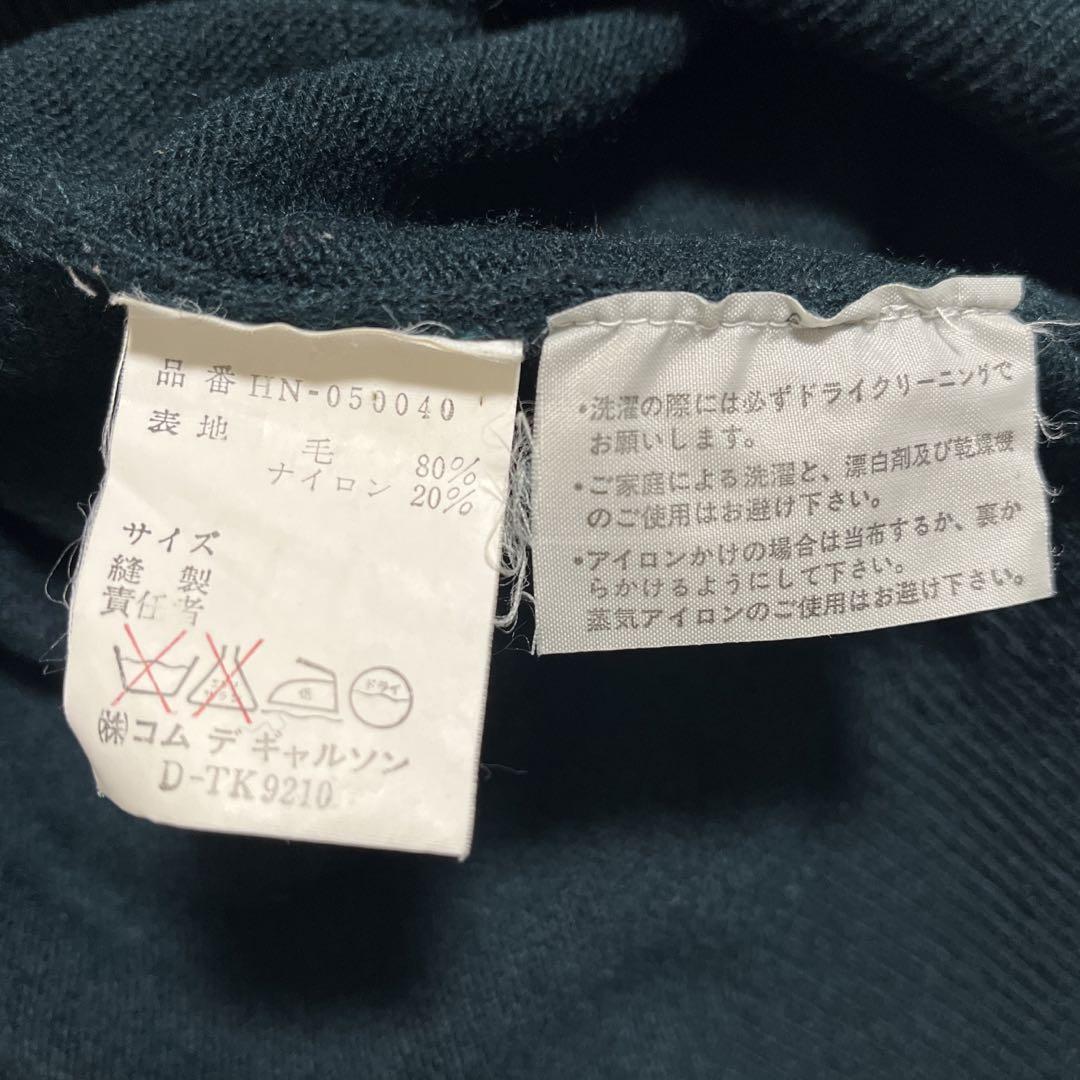 品番 HN-050040
表地 毛 80%
ナイロン 20%
サイズ
縫製
責任者
低
ドライ
㈱コム デ ギャルソン
D-TK9210
•洗濯の際には必ずドライクリーニングで
お願いします。
•ご家庭による洗濯と、漂白剤及び乾燥機
のご使用はお避け下さい。
•アイロンかけの場合は当布するか、裏か
らかけるようにして下さい。
蒸気アイロンのご使用はお避け下さい。